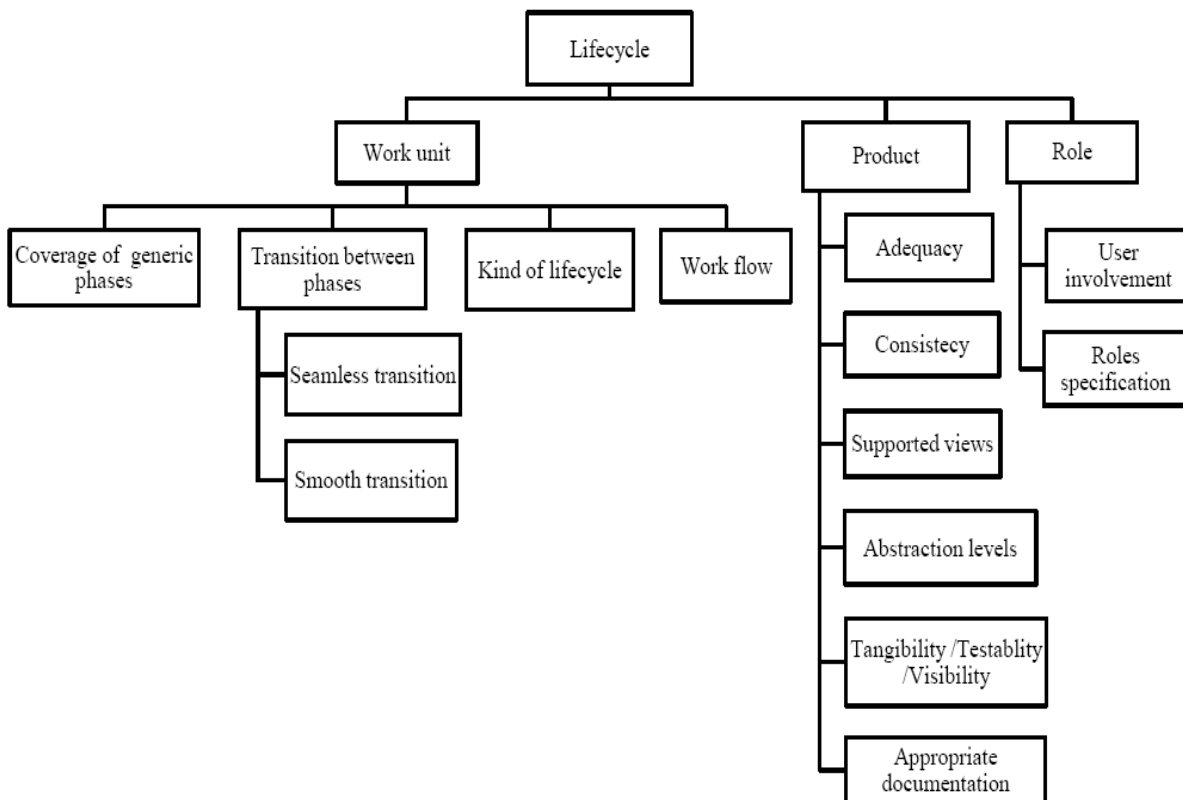 Lifecycle
Work unit
Product
Role
Coverage of generic
phases
Transition between
phases
Kind of lifecycle
Work flow
Seamless transition
Smooth transition
Adequacy
Consistecy
Supported views
Abstraction levels
Tangibility /Testablity
/Visibility
Appropriate
documentation
User
involvement
Roles
specification